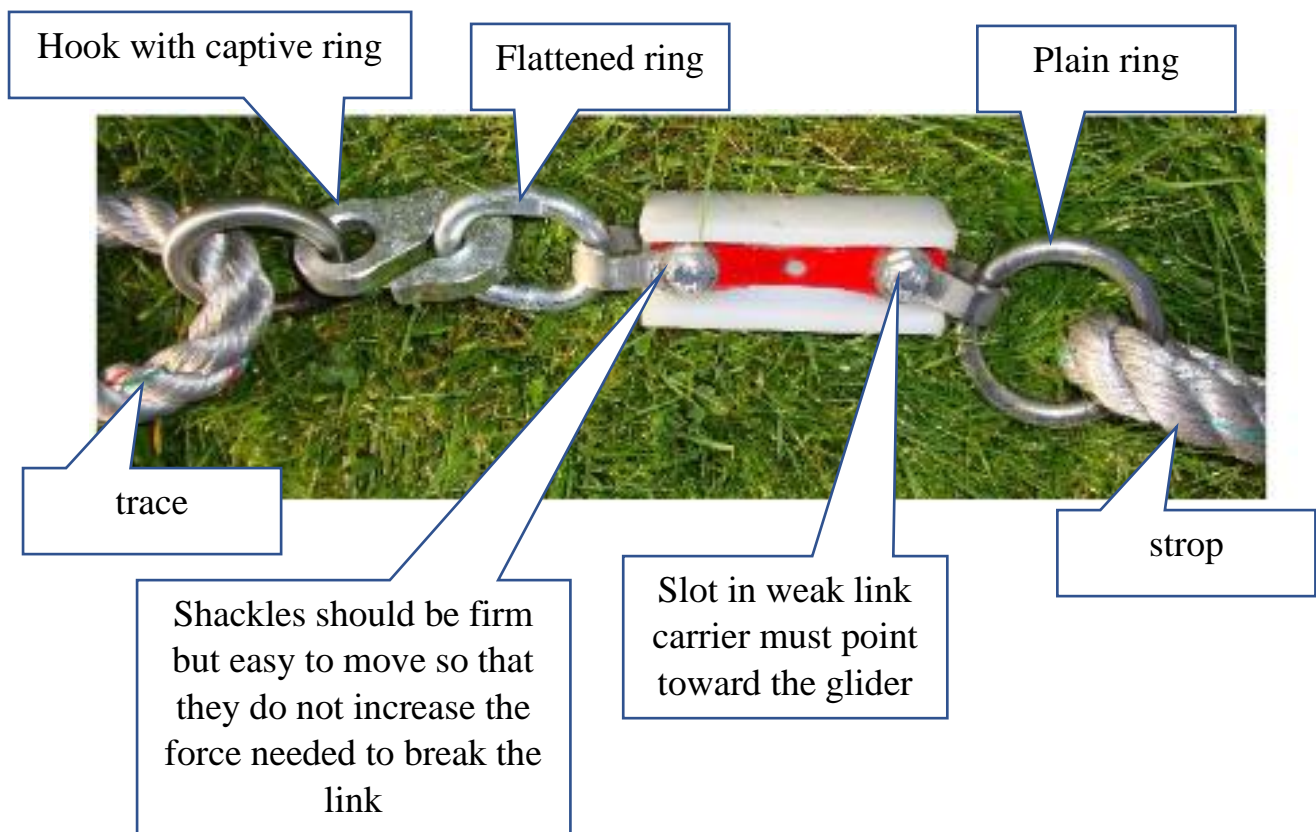 Hook with captive ring
Flattened ring
Plain ring
trace
strop
Shackles should be firm
but easy to move so that
they do not increase the
force needed to break the
link
Slot in weak link
carrier must point
toward the glider